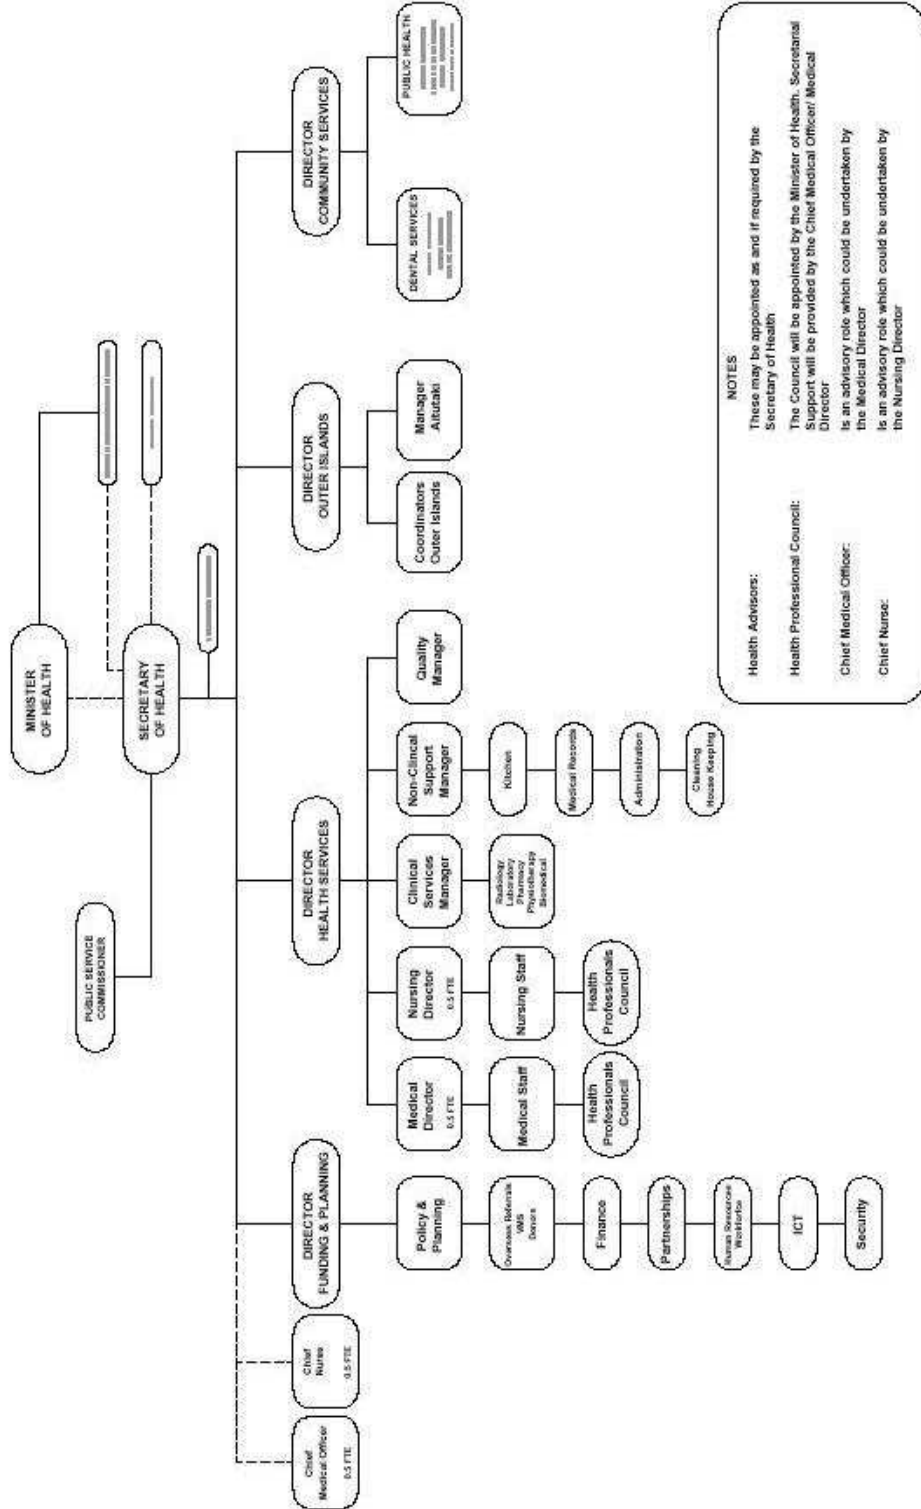 MINISTER
OF HEALTH
PUBLIC SERVICE
COMMISSIONER
SECRETARY
OF HEALTH
Chief
Medical Officer
0.5 FTE
Chief
Nurse
0.5 FTE
DIRECTOR
FUNDING & PLANNING
DIRECTOR
HEALTH SERVICES
DIRECTOR
OUTER ISLANDS
DIRECTOR
COMMUNITY SERVICES
Policy &
Planning
Overseas Referrals
VMS
Donors
Finance
Partnerships
Human Resources
Workforce
ICT
Security
Medical
Director
0.5 FTE
Medical Staff
Health
Professionals
Council
Nursing
Director
0.5 FTE
Nursing Staff
Health
Professionals
Council
Clinical
Services
Manager
Radiology
Laboratory
Pharmacy
Physiotherapy
Biomedical
Non-Clincal
Support
Manager
Kitchen
Medical Records
Administration
Cleaning
House Keeping
Quality
Manager
Coordinators
Outer Islands
Manager
Aitutaki
DENTAL SERVICES
PUBLIC HEALTH
NOTES
Health Advisors: These may be appointed as and if required by the
Secretary of Health
Health Professional Council: The Council will be appointed by the Minister of Health. Secretarial
Support will be provided by the Chief Medical Officer/ Medical
Director
Chief Medical Officer: Is an advisory role which could be undertaken by
the Medical Director
Chief Nurse: Is an advisory role which could be undertaken by
the Nursing Director